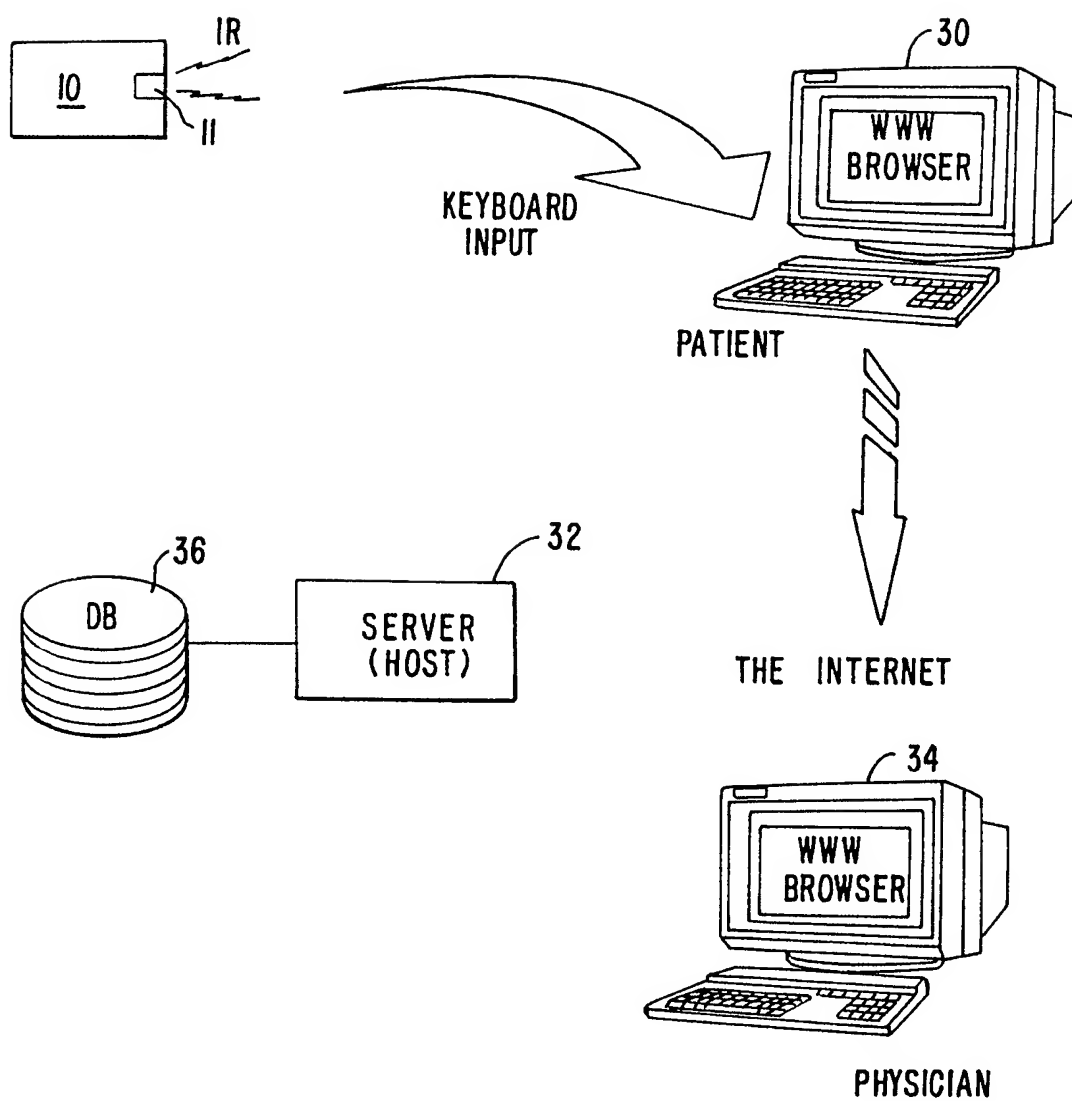 IR
10
11
30
WWW
BROWSER
KEYBOARD
INPUT
PATIENT
36
32
DB
SERVER
(HOST)
THE INTERNET
34
WWW
BROWSER
PHYSICIAN